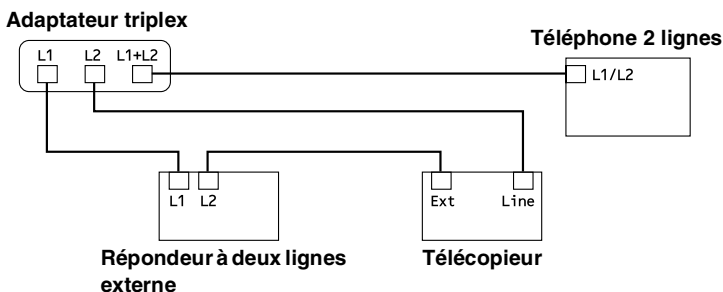 Adaptateur triplex
Téléphone 2 lignes
L1 L2 L1+L2
L1/L2
L1 L2
Ext Line
Répondeur à deux lignes
externe
Télécopieur